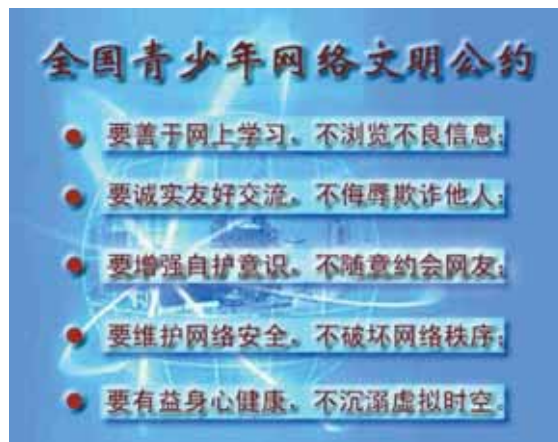 全国青少年网络文明公约
要善于网上学习。不浏览不良信息;
要诚实友好交流。不侮辱欺诈他人;
要增强自护意识。不随意约会网友;
要维护网络安全。不破坏网络秩序;
要有益身心健康。不沉溺虚拟时空。